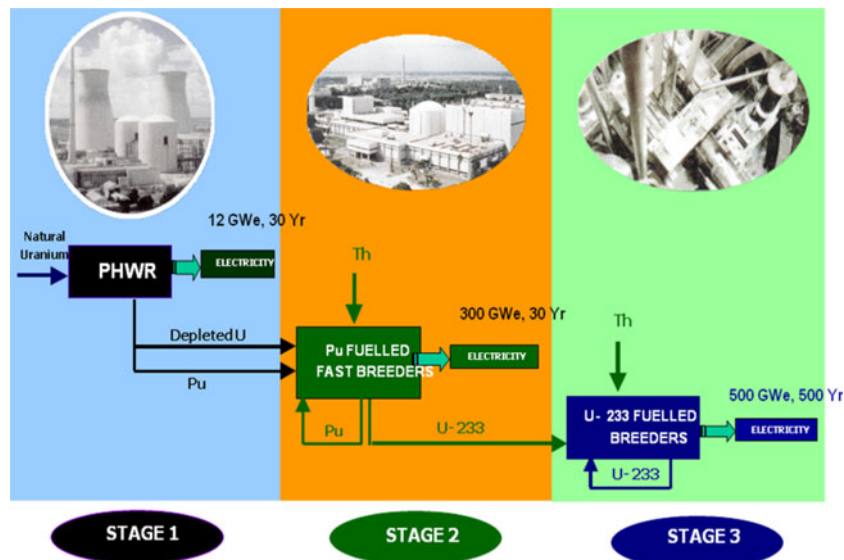 12 GWe, 30 Yr
Natural
Uranium
PHWR
ELECTRICITY
Depleted U
Pu
Th
300 GWe, 30 Yr
Pu FUELLED
FAST BREEDERS
ELECTRICITY
Pu
U-233
Th
500 GWe, 500 Yr
U- 233 FUELLED
BREEDERS
ELECTRICITY
U-233
STAGE 1
STAGE 2
STAGE 3